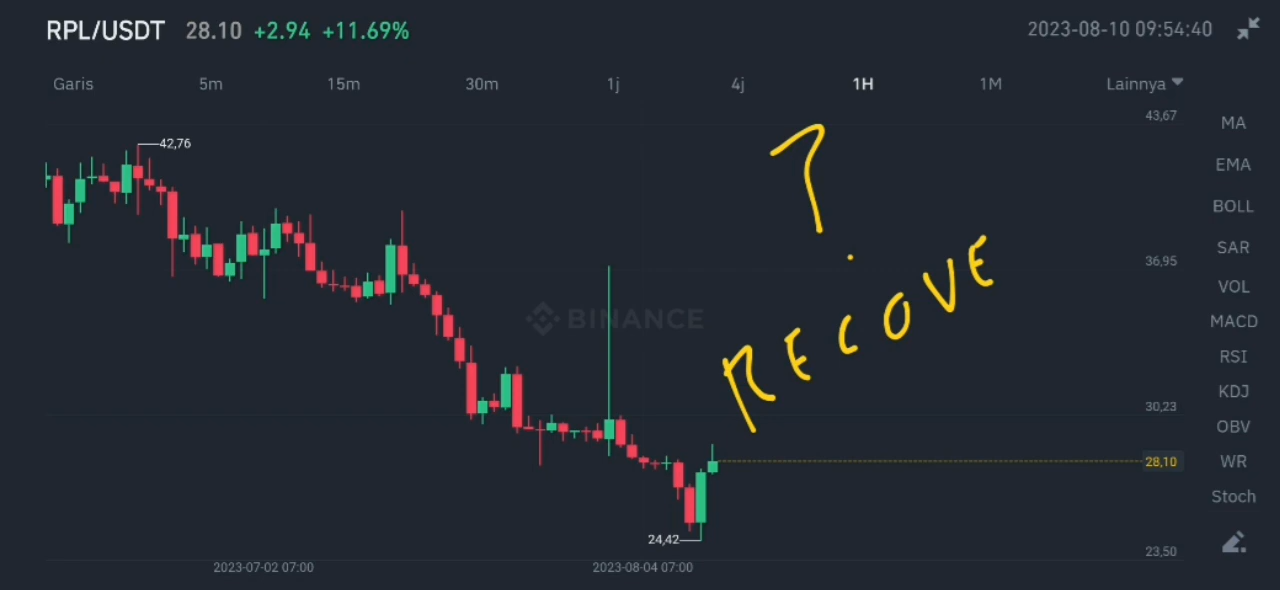 RPL/USDT 28.10 +2.94 +11.69% 2023-08-10 09:54:40
Garis 5m 15m 30m 1j 4j 1H 1M Lainnya
43,67
MA
42,76
?
EMA
BOLL
SAR
36,95
VOL
BINANCE
MACD
RECOVE
RSI
KDJ
30,23
OBV
28,10
WR
Stoch
24,42
23,50
2023-07-02 07:00 2023-08-04 07:00